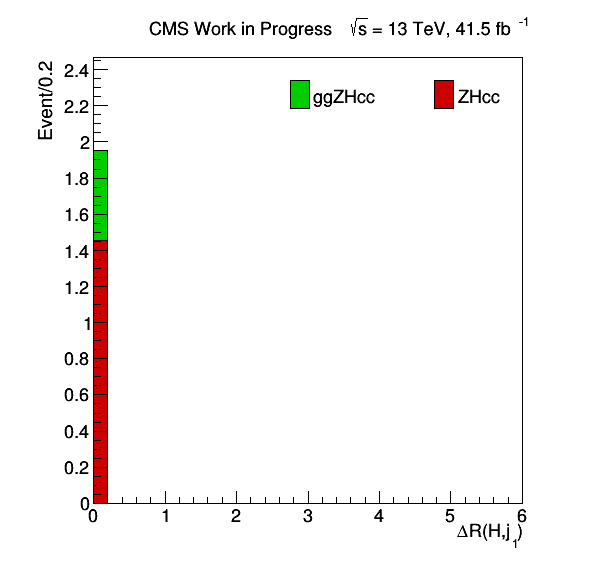 CMS Work in Progress √s = 13 TeV, 41.5 fb⁻¹
Event/0.2
ggZHcc ZHcc
2.4
2.2
2
1.8
1.6
1.4
1.2
1
0.8
0.6
0.4
0.2
0
0 1 2 3 4 5 6
ΔR(H,j₁)